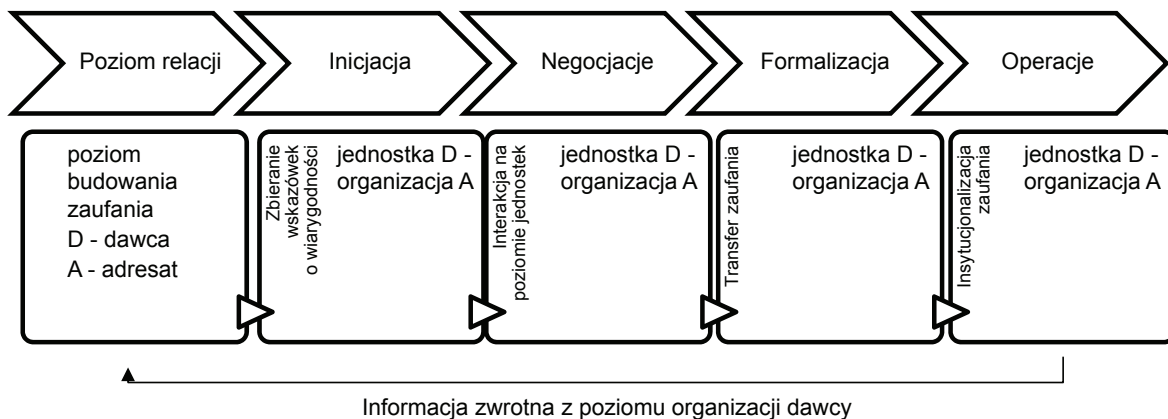 Poziom relacji
Inicjacja
Negocjacje
Formalizacja
Operacje
poziom
budowania
zaufania
D - dawca
A - adresat
Zbieranie
wskazówek
o wiarygodności
jednostka D -
organizacja A
Interakcja na
poziomie jednostek
jednostka D -
organizacja A
Transfer zaufania
jednostka D -
organizacja A
Insytucjonalizacja
zaufania
jednostka D -
organizacja A
Informacja zwrotna z poziomu organizacji dawcy